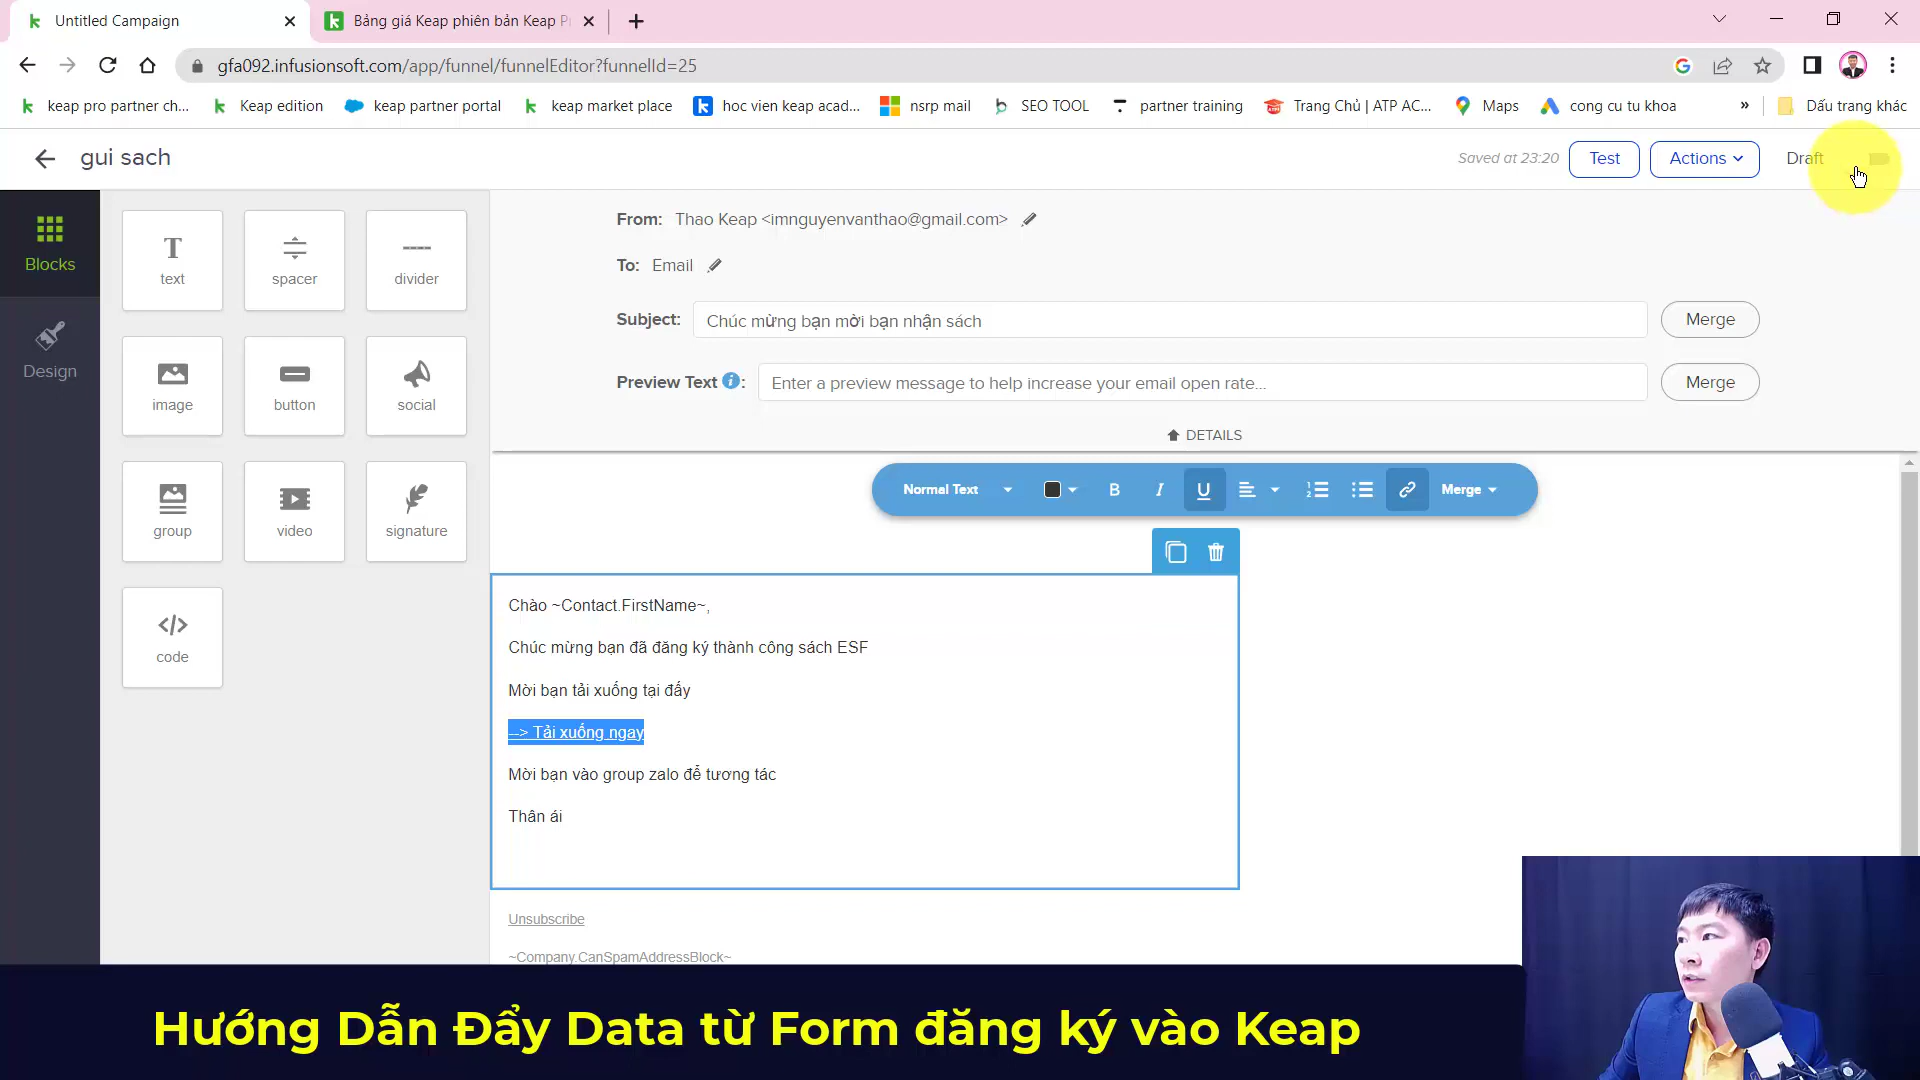 Untitled Campaign
Bảng giá Keap phiên bản Keap P
gfa092.infusionsoft.com/app/funnel/funnelEditor?funnelId=25
keap pro partner ch...
Keap edition
keap partner portal
keap market place
hoc vien keap acad...
nsrp mail
SEO TOOL
partner training
Trang Chủ | ATP AC...
Maps
cong cu tu khoa
»
Dấu trang khác
gui sach
Saved at 23:20
Test
Actions
Draft
Blocks
Design
text
spacer
divider
image
button
social
group
video
signature
code
From: Thao Keap <imnguyenvanthao@gmail.com>
To: Email
Subject: Chúc mừng bạn mời bạn nhận sách
Merge
Preview Text i : Enter a preview message to help increase your email open rate...
Merge
DETAILS
Normal Text
B I U
Merge
Chào ~Contact.FirstName~,
Chúc mừng bạn đã đăng ký thành công sách ESF
Mời bạn tải xuống tại đấy
--> Tải xuống ngay
Mời bạn vào group zalo để tương tác
Thân ái
Unsubscribe
~Company.CanSpamAddressBlock~
Hướng Dẫn Đẩy Data từ Form đăng ký vào Keap